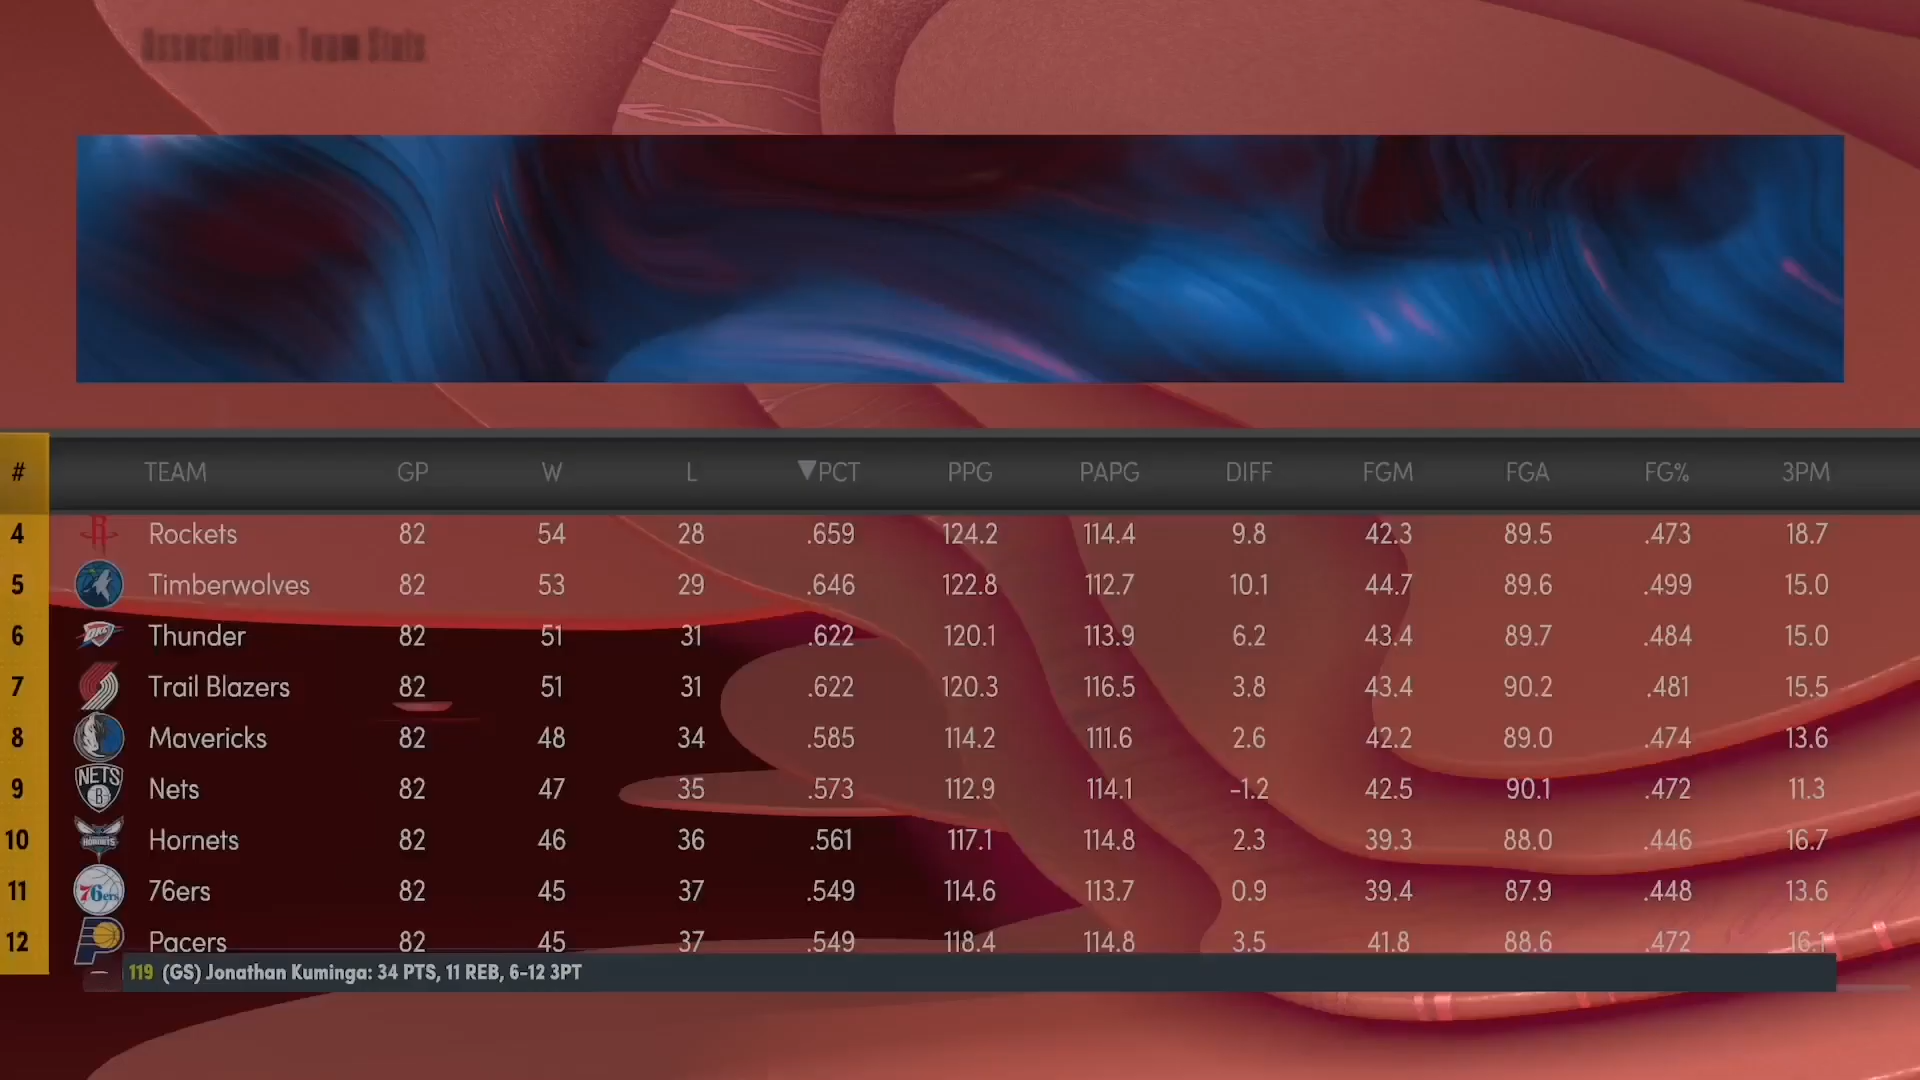 Association : Team Stats
# TEAM GP W L ▼PCT PPG PAPG DIFF FGM FGA FG% 3PM
4 Rockets 82 54 28 .659 124.2 114.4 9.8 42.3 89.5 .473 18.7
5 Timberwolves 82 53 29 .646 122.8 112.7 10.1 44.7 89.6 .499 15.0
6 OKC Thunder 82 51 31 .622 120.1 113.9 6.2 43.4 89.7 .484 15.0
7 Trail Blazers 82 51 31 .622 120.3 116.5 3.8 43.4 90.2 .481 15.5
8 Mavericks 82 48 34 .585 114.2 111.6 2.6 42.2 89.0 .474 13.6
9 NETS B Nets 82 47 35 .573 112.9 114.1 -1.2 42.5 90.1 .472 11.3
10 HORNETS Hornets 82 46 36 .561 117.1 114.8 2.3 39.3 88.0 .446 16.7
11 76ers 76ers 82 45 37 .549 114.6 113.7 0.9 39.4 87.9 .448 13.6
12 Pacers 82 45 37 .549 118.4 114.8 3.5 41.8 88.6 .472 16.1
119 (GS) Jonathan Kuminga: 34 PTS, 11 REB, 6-12 3PT